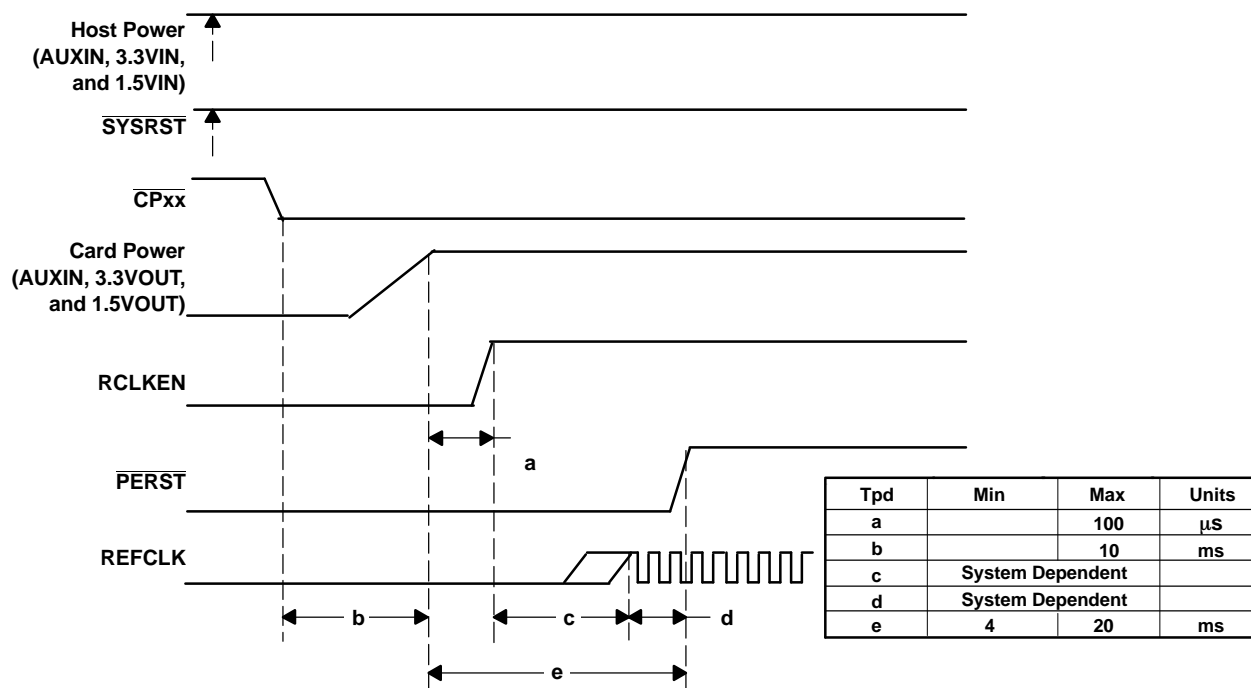 Host Power
(AUXIN, 3.3VIN,
and 1.5VIN)
SYSRST
CPxx
Card Power
(AUXIN, 3.3VOUT,
and 1.5VOUT)
RCLKEN
a
PERST
REFCLK
b
c
d
e
Tpd Min Max Units
a 100 μs
b 10 ms
c System Dependent
d System Dependent
e 4 20 ms